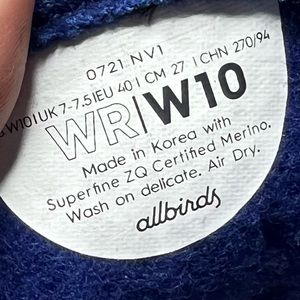 0721 NV1
W10 | UK 7-7.5 | EU 40 | CM 27 | CHN 270/94
WR|W10
Made in Korea with
Superfine ZQ Certified Merino.
Wash on delicate. Air Dry.
allbirds